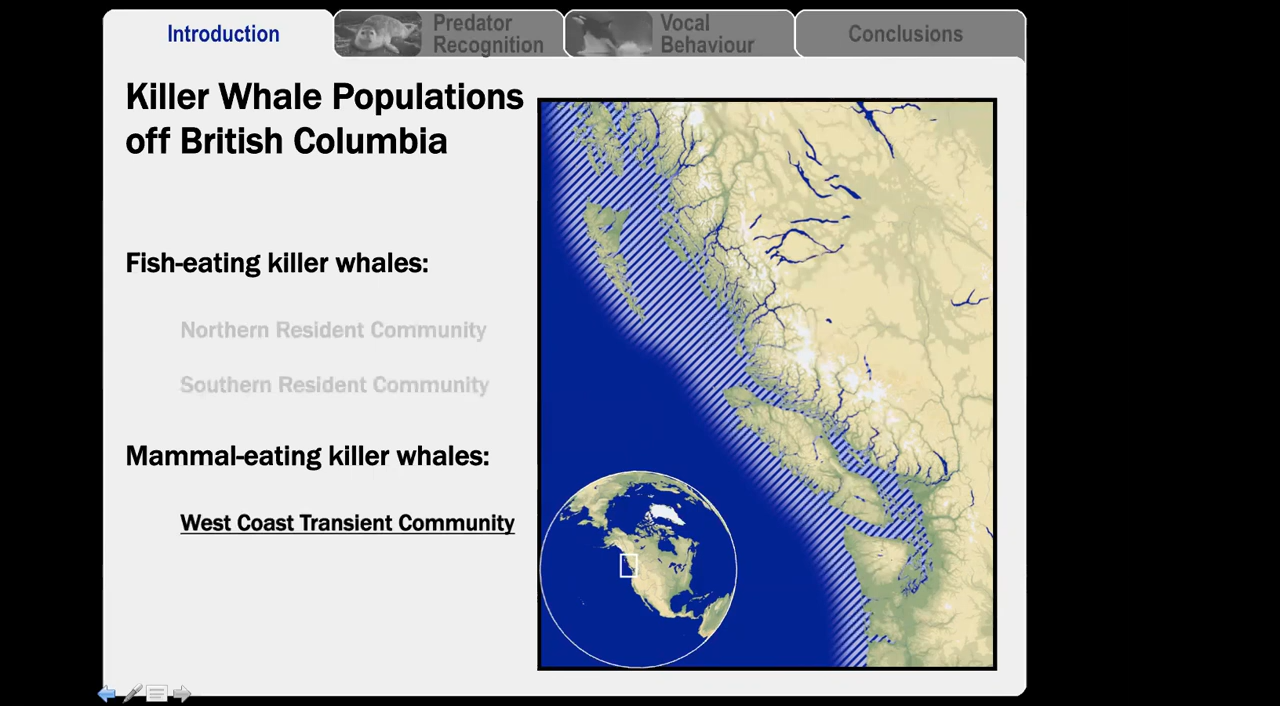 Introduction
Predator
Recognition
Vocal
Behaviour
Conclusions
Killer Whale Populations
off British Columbia
Fish-eating killer whales:
Northern Resident Community
Southern Resident Community
Mammal-eating killer whales:
West Coast Transient Community